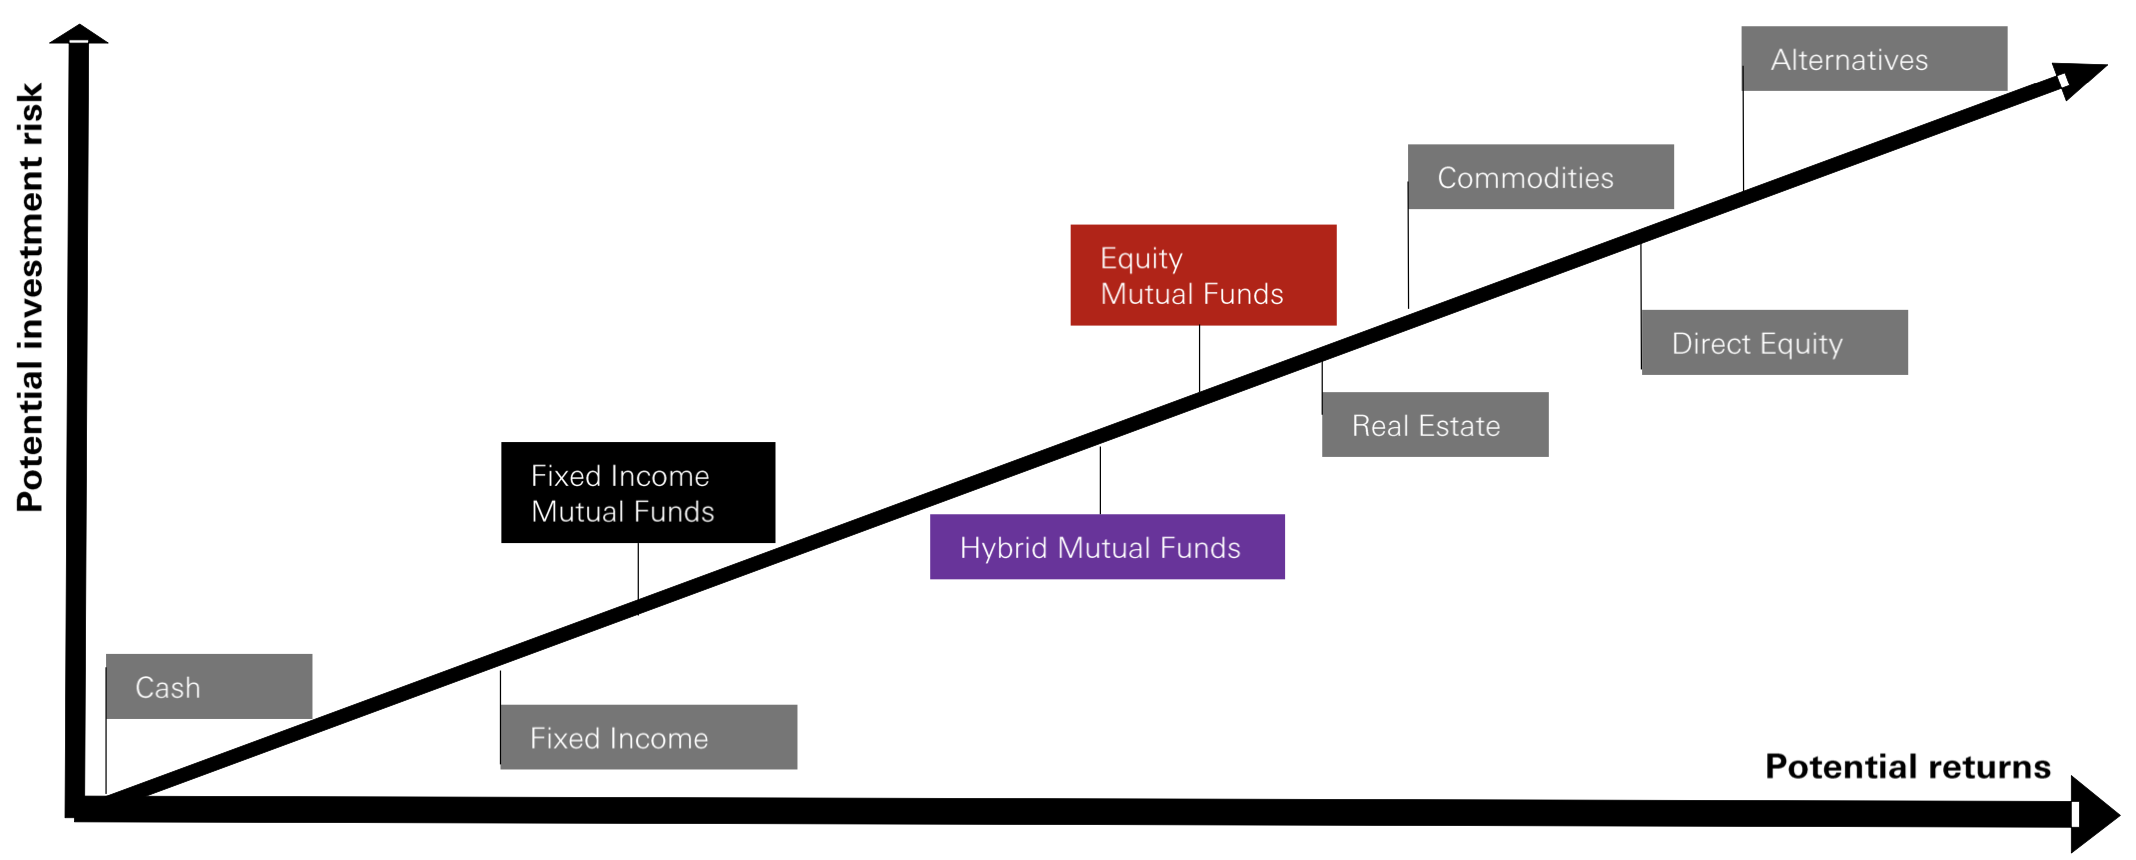 Potential investment risk
Alternatives
Commodities
Equity
Mutual Funds
Direct Equity
Real Estate
Fixed Income
Mutual Funds
Hybrid Mutual Funds
Cash
Fixed Income
Potential returns